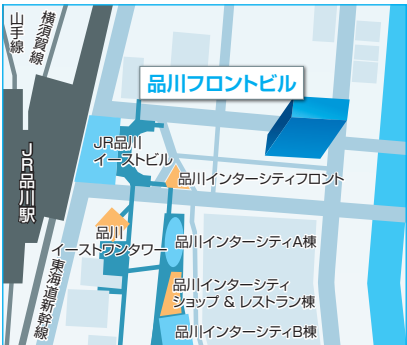 山手線
横須賀線
品川フロントビル
JR品川
イーストビル
JR品川駅
品川インターシティフロント
品川
イーストワンタワー
品川インターシティA棟
東海道新幹線
品川インターシティ
ショップ & レストラン棟
品川インターシティB棟